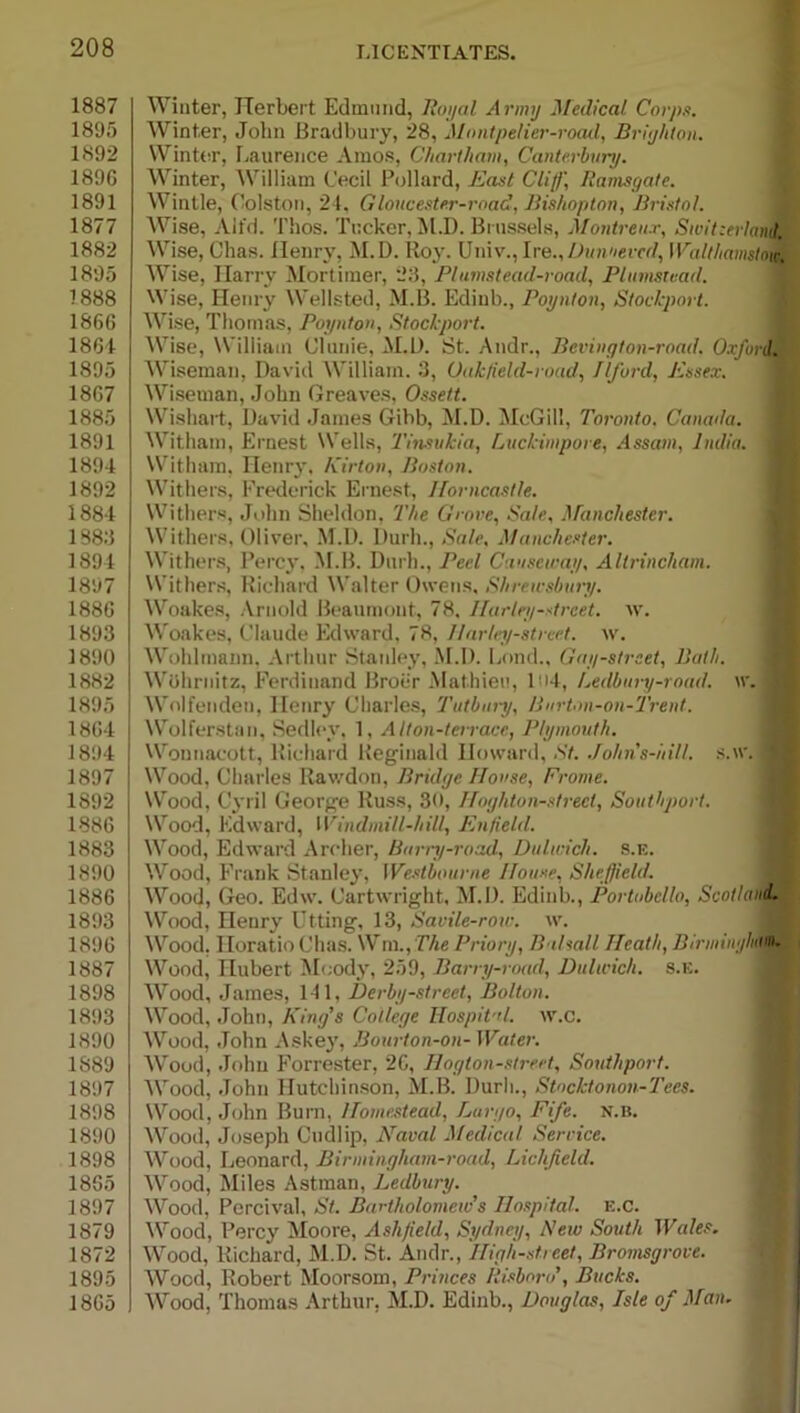 208 LICENTIATES.
1887 Winter, Herbert Edmund, Royal Army Medical Corps.
1895 Winter, John Bradbury, 28, Montpelier-road, Brighton.
1892 Winter, Laurence Amos, Chartham, Canterbury.
1896 Winter, William Cecil Pollard, East Cliff, Ramsgate.
1891 Wintle, Colston, 24, Gloucester-road, Bishopton, Bristol.
1877 Wise, Alfd. Thos. Tucker, M.D. Brussels, Montreux, Switzerland.
1882 Wise, Chas. Henry, M.D. Roy. Univ., Ire., Dunnevcd, Walthamstow.
1895 Wise, Harry Mortimer, 23, Plumstead-road, Plumstead.
1888 Wise, Henry Wellsted, M.B. Edinb., Poynton, Stockport.
1866 Wise, Thomas, Poynton, Stockport.
1864 Wise, William Clunie, M.D. St. Andr., Bevington-road, Oxford.
1895 Wiseman, David William, 3, Oakfield-road, Ilford, Essex.
1867 Wiseman, John Greaves, Ossett.
1885 Wishart, David James Gibb, M.D. McGill, Toronto, Canada.
1891 Witham, Ernest Wells, Tinsukia, Luckimpore, Assam, India.
1894 Witham, Henry, Kirton, Boston.
1892 Withers, Frederick Ernest, Horncastle.
1884 Withers, John Sheldon, The Grove, Sale, Manchester.
1883 Withers, Oliver, M.D. Durh., Sale, Manchester.
1894 Withers, Percy, M.B. Durh., Peel Causeway, Altrincham.
1897 Withers, Richard Walter Owens, Shrewsbury.
1886 Woakes, Arnold Beaumont, 78, Harley-street. W.
1893 Woakes, Claude Edward, 78, Harley-street. W.
1890 Wohlmann, Arthur Stanley, M.D. Lond., Gay-street, Bath.
1882 Wöhrnitz, Ferdinand Broër Mathieu, 104, Ledbury-road. W.
1895 Wolfenden, Henry Charles, Tutbury, Burton-on-Trent.
1864 Wolferstan, Sedley, 1, Alton-terrace, Plymouth.
1894 Wonnacott, Richard Reginald Howard, St. John's-hill. S.W.
1897 Wood, Charles Rawdon, Bridge House, Frome.
1892 Wood, Cyril George Russ, 30, Hoghton-street, Southport.
1886 Wood, Edward, Windmill-hill, Enfield.
1883 Wood, Edward Archer, Barry-road, Dulwich. S.E.
1890 Wood, Frank Stanley, Westbourne House, Sheffield.
1886 Wood, Geo. Edw. Cartwright, M.D. Edinb., Portobello, Scotland.
1893 Wood, Henry Utting, 13, Savile-row. W.
1896 Wood, Horatio Chas. Wm., The Priory, Balsall Heath, Birmingham.
1887 Wood, Hubert Moody, 259, Barry-road, Dulwich. S.E.
1898 Wood, James, 141, Derby-street, Bolton.
1893 Wood, John, King's College Hospital. W.C.
1890 Wood, John Askey, Bourton-on-Water.
1889 Wood, John Forrester, 26, Hogton-street, Southport.
1897 Wood, John Hutchinson, M.B. Durh., Stocktonon-Tees.
1898 Wood, John Burn, Homestead, Largo, Fife. N.B.
1890 Wood, Joseph Cudlip, Naval Medical Service.
1898 Wood, Leonard, Birmingham-road, Lichfield.
1865 Wood, Miles Astman, Ledbury.
1897 Wood, Percival, St. Bartholomew's Hospital. E.C.
1879 Wood, Percy Moore, Ashfield, Sydney, New South Wales.
1872 Wood, Richard, M.D. St. Andr., High-street, Bromsgrove.
1895 Wood, Robert Moorsom, Princes Risboro', Bucks.
1865 Wood, Thomas Arthur, M.D. Edinb., Douglas, Isle of Man.